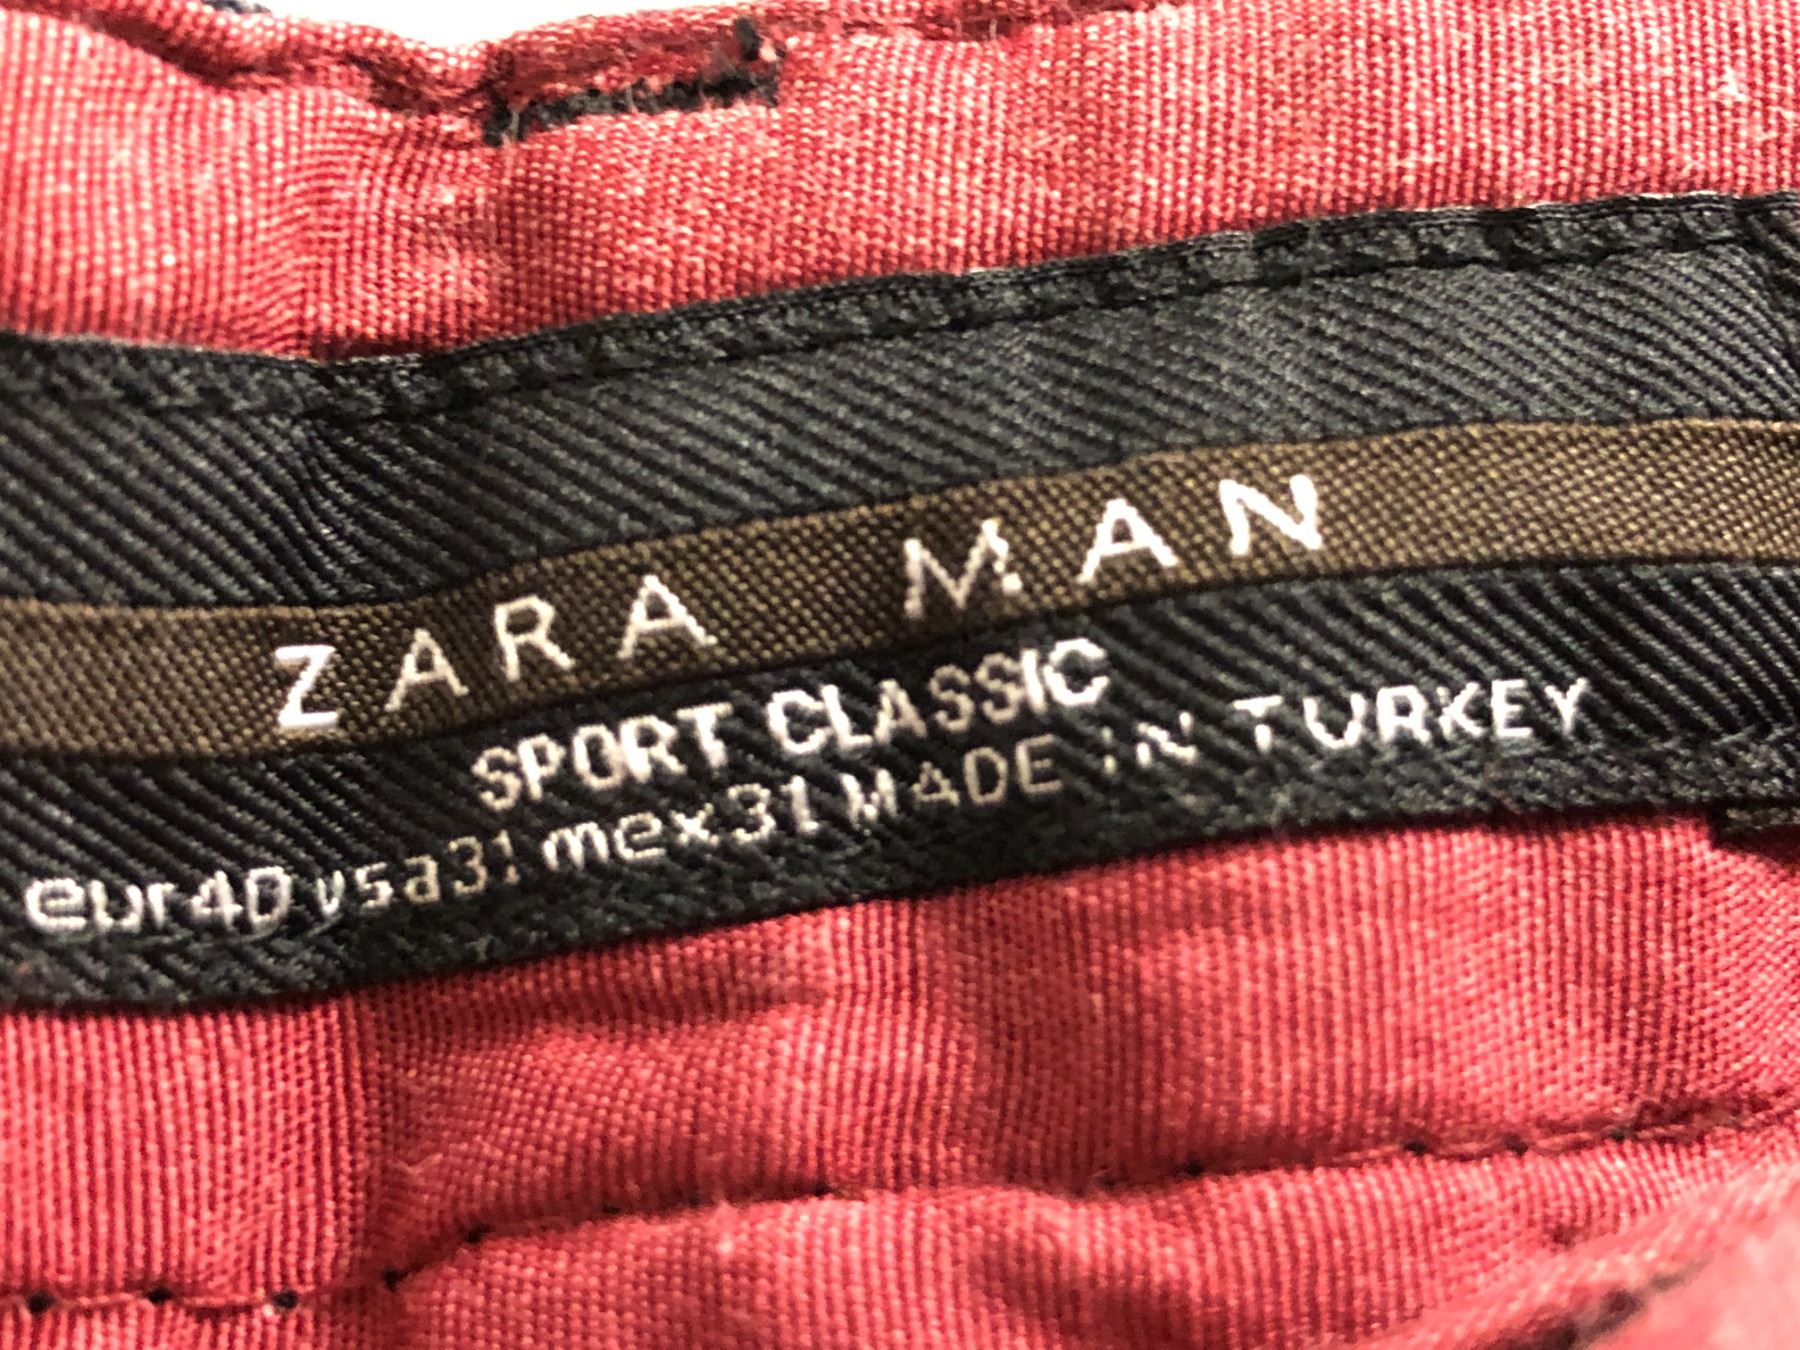 ZARA MAN
SPORT CLASSIC
eur40 usa31 mex31 MADE IN TURKEY